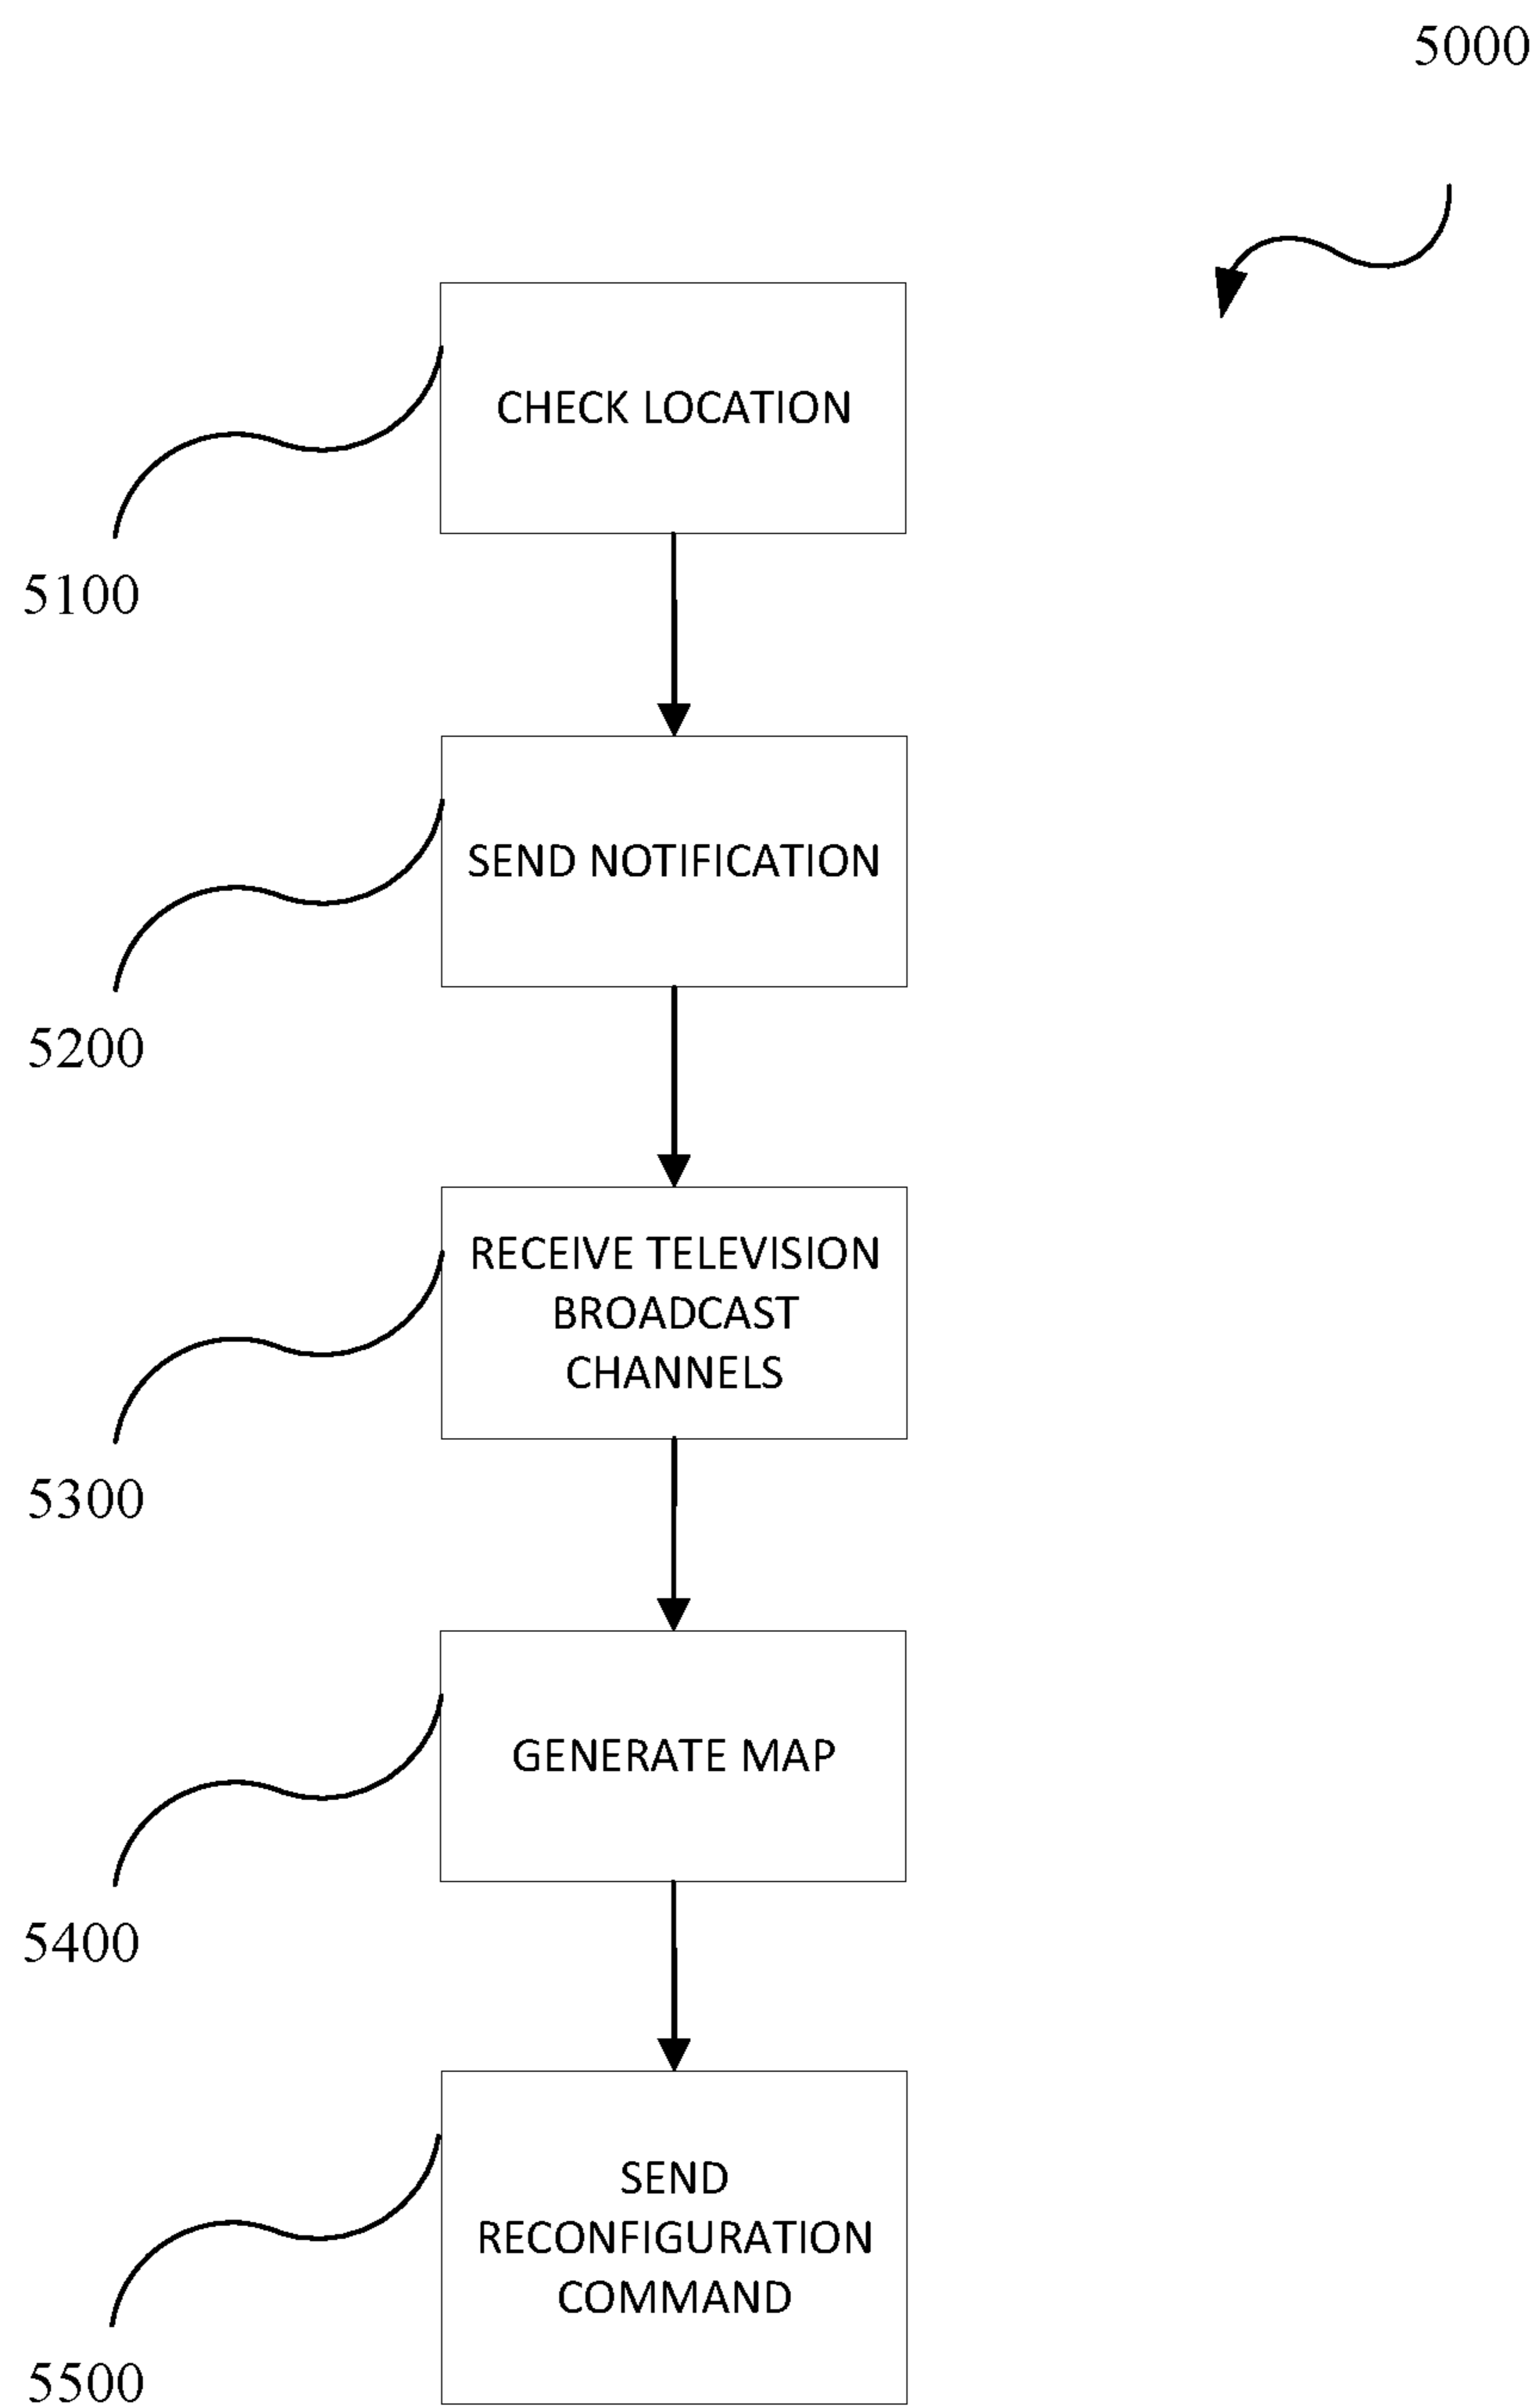 5000
CHECK LOCATION
5100
SEND NOTIFICATION
5200
RECEIVE TELEVISION
BROADCAST
CHANNELS
5300
GENERATE MAP
5400
SEND
RECONFIGURATION
COMMAND
5500